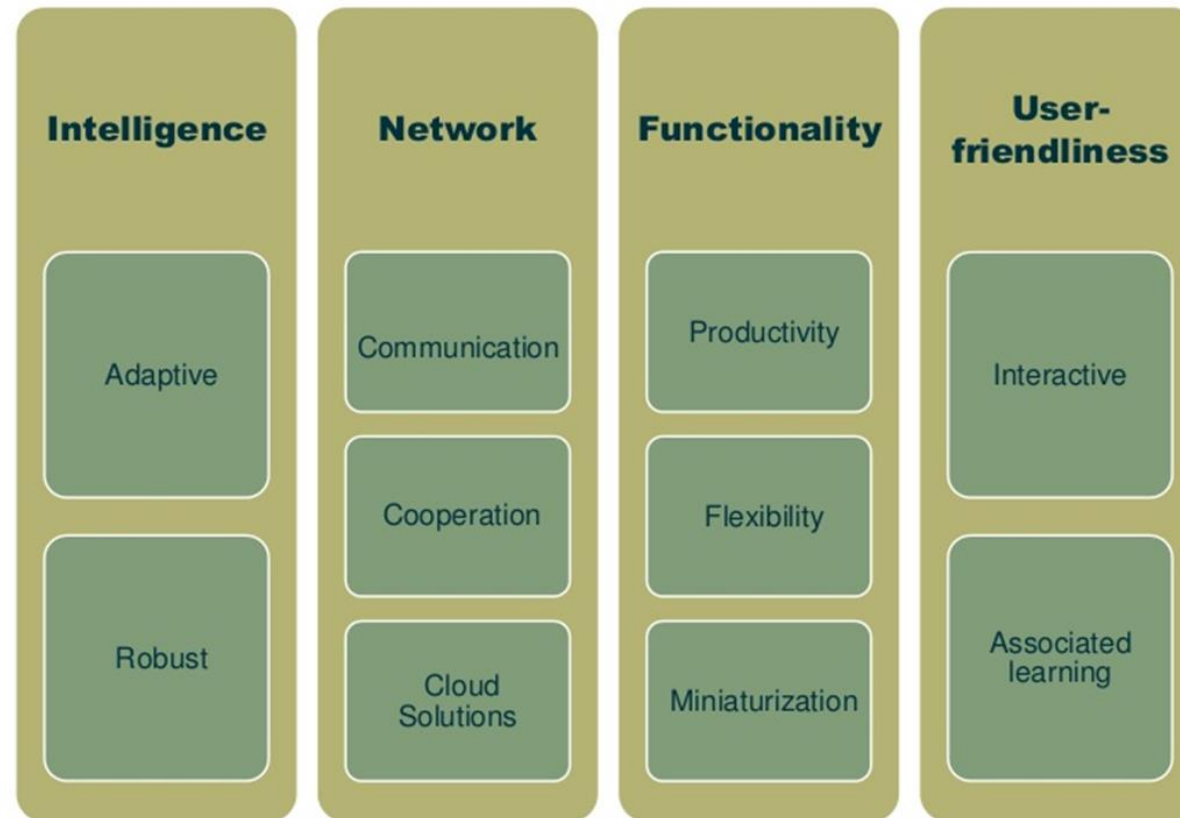 Intelligence
Adaptive
Robust
Network
Communication
Cooperation
Cloud
Solutions
Functionality
Productivity
Flexibility
Miniaturization
User-
friendliness
Interactive
Associated
learning